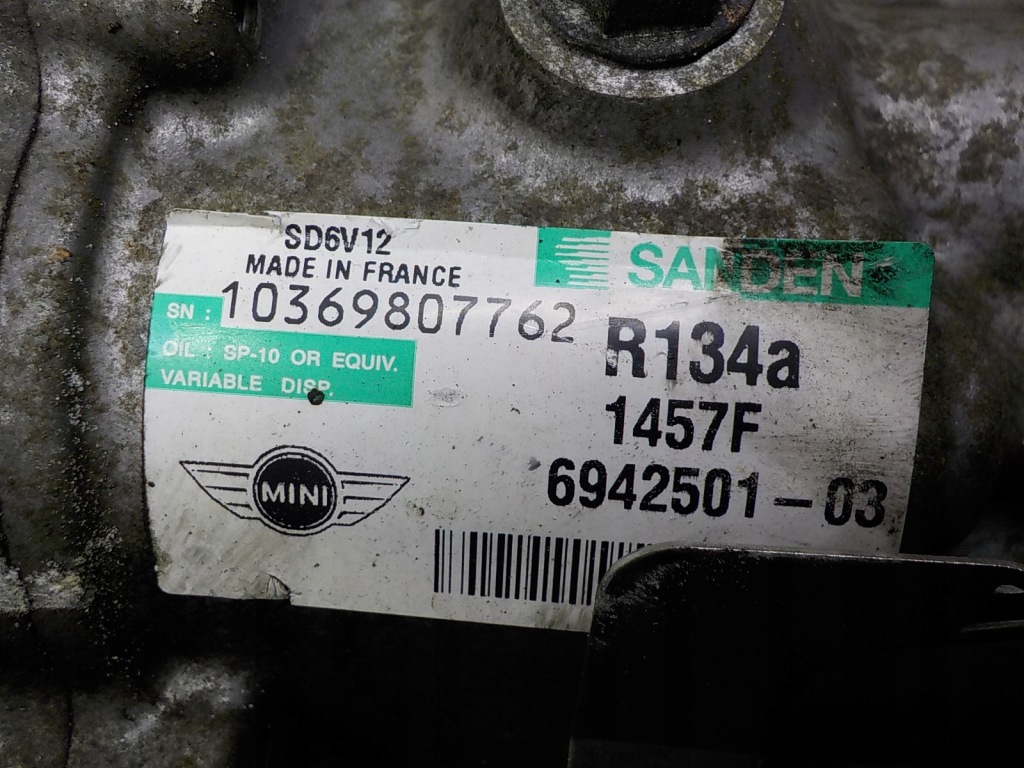 SD6V12
MADE IN FRANCE
SANDEN
SN : 10369807762
OIL : SP-10 OR EQUIV.
VARIABLE DISP.
R134a
1457F
6942501-03
MINI